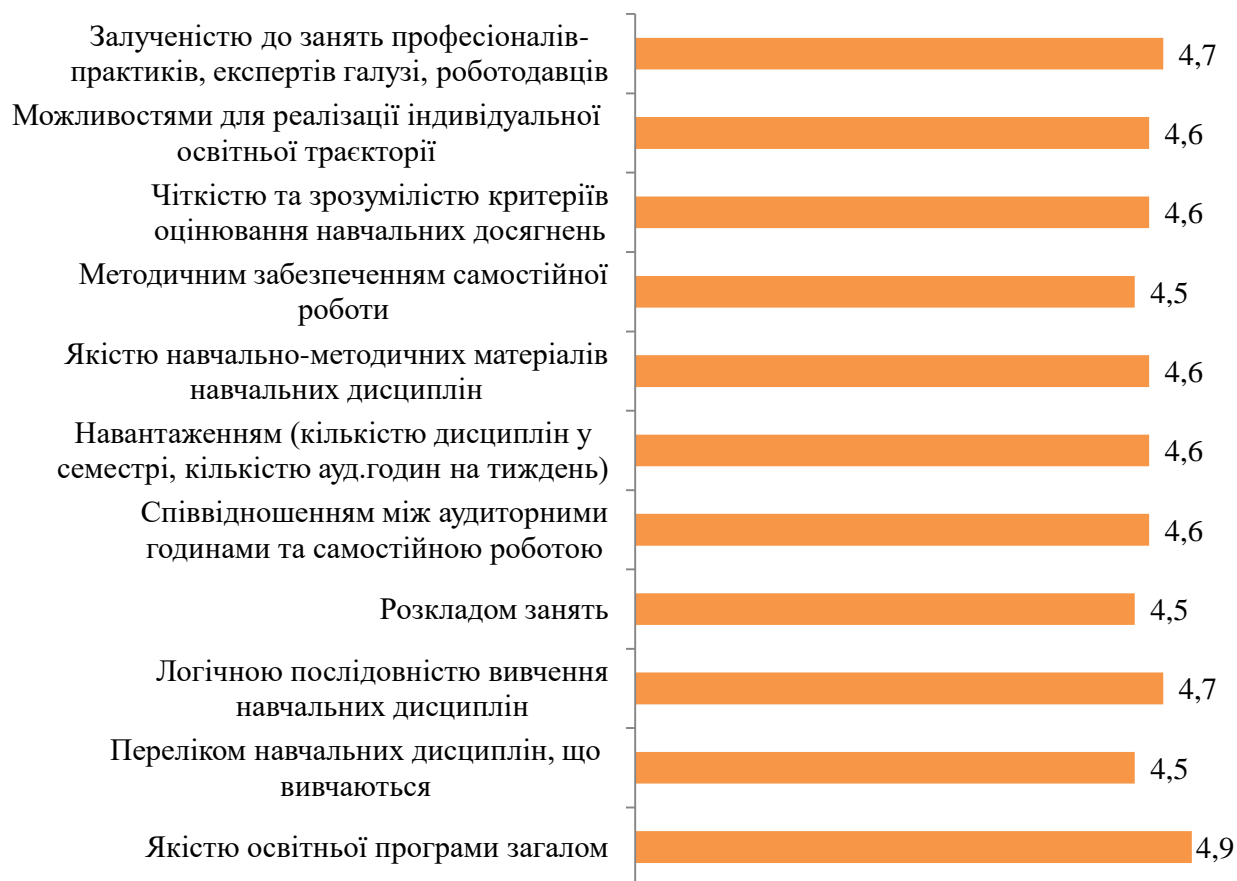 Залученістю до занять професіоналів-
практиків, експертів галузі, роботодавців
4,7
Можливостями для реалізації індивідуальної
освітньої траєкторії
4,6
Чіткістю та зрозумілістю критеріїв
оцінювання навчальних досягнень
4,6
Методичним забезпеченням самостійної
роботи
4,5
Якістю навчально-методичних матеріалів
навчальних дисциплін
4,6
Навантаженням (кількістю дисциплін у
семестрі, кількістю ауд.годин на тиждень)
4,6
Співвідношенням між аудиторними
годинами та самостійною роботою
4,6
Розкладом занять
4,5
Логічною послідовністю вивчення
навчальних дисциплін
4,7
Переліком навчальних дисциплін, що
вивчаються
4,5
Якістю освітньої програми загалом
4,9